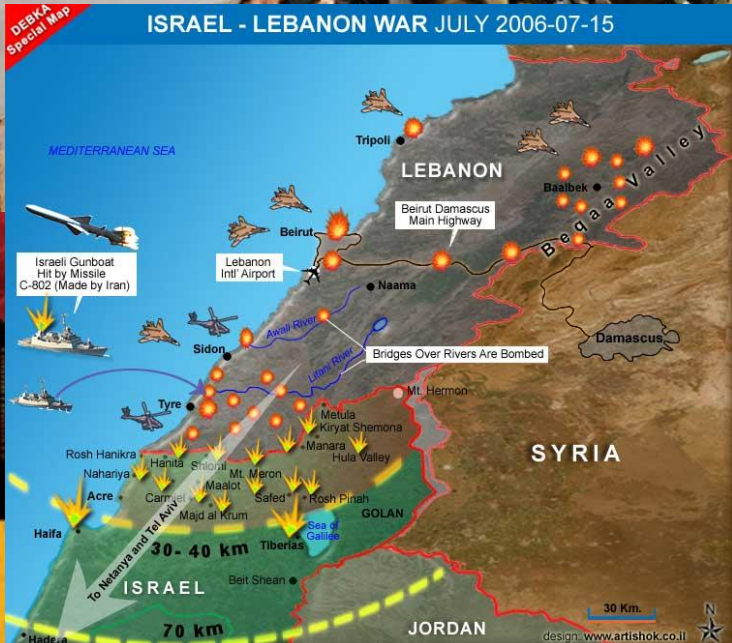 DEBKA
Special Map
ISRAEL - LEBANON WAR JULY 2006-07-15
MEDITERRANEAN SEA
Tripoli
LEBANON
Baalbek
Beqaa Valley
Beirut
Beirut Damascus
Main Highway
Israeli Gunboat
Hit by Missile
C-802 (Made by Iran)
Lebanon
Intl' Airport
Naama
Awali River
Sidon
Litani River
Bridges Over Rivers Are Bombed
Damascus
Tyre
Mt. Hermon
Metula
Kiryat Shemona
Rosh Hanikra
Hanita
Shlomi
Manara
Hula Valley
SYRIA
Nahariya
Mt. Meron
Maalot
Acre
Carmiel
Safed
Rosh Pinah
Majd al Krum
GOLAN
Haifa
Sea of
Galilee
Tiberias
30- 40 km
To Netanya and Tel Aviv
ISRAEL
Beit Shean
70 km
Hadera
JORDAN
30 Km.
N
design: www.artishok.co.il